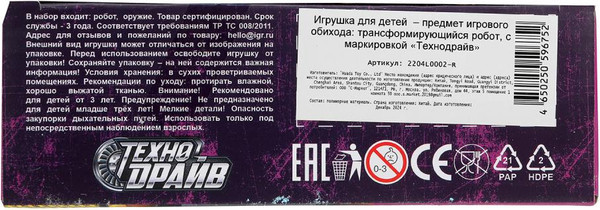 В набор входит: робот, оружие. Товар сертифицирован. Срок
службы - 3 года. Соответствует требованиям ТР ТС 008/2011.
Адрес для отзывов и пожеланий: hello@igr.ru
Внешний вид игрушки может отличаться от изображения на
упаковке. Перед использованием освободите игрушку от
упаковки! Сохраняйте упаковку – на ней содержится важная
информация! Условия хранения: в сухих проветриваемых
помещениях. Рекомендации по уходу: протирать влажной,
хорошо выжатой тканью. Внимание! Рекомендовано
для детей от 3 лет. Предупреждение! Не предназначено
для детей младше трёх лет! Мелкие детали! Опасность
закупорки дыхательных путей. Использовать только под
непосредственным наблюдением взрослых.
ТЕХНО
ДРАЙВ
Игрушка для детей – предмет игрового
обихода: трансформирующийся робот, с
маркировкой «Технодрайв»
Артикул: 2204L0002-R
4 650250 596752
Состав: полимерные материалы. Страна изготовления: Китай. Дата изготовления:
Декабрь 2024 г.
EAC
0-3
21
PAP
2
HDPE